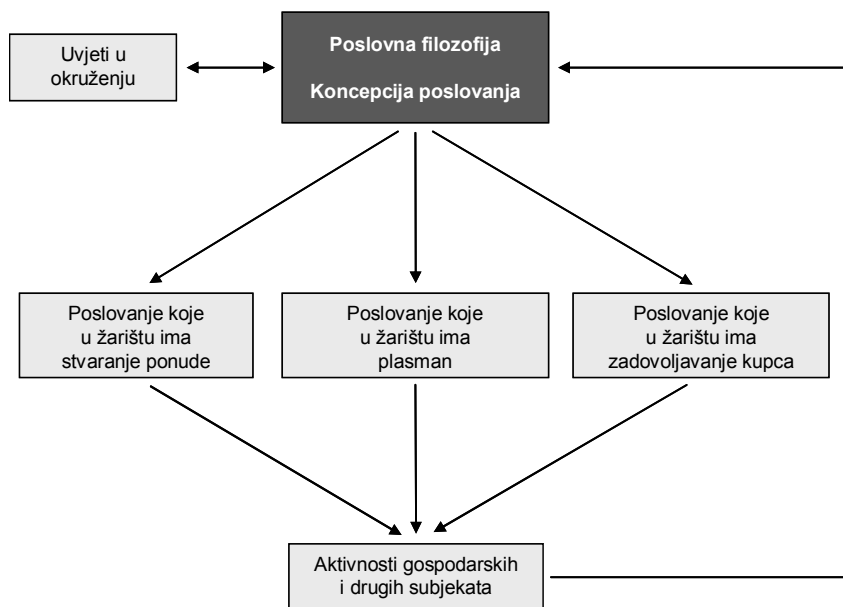 Uvjeti u
okruženju
Poslovna filozofija
Koncepcija poslovanja
Poslovanje koje
u žarištu ima
stvaranje ponude
Poslovanje koje
u žarištu ima
plasman
Poslovanje koje
u žarištu ima
zadovoljavanje kupca
Aktivnosti gospodarskih
i drugih subjekata